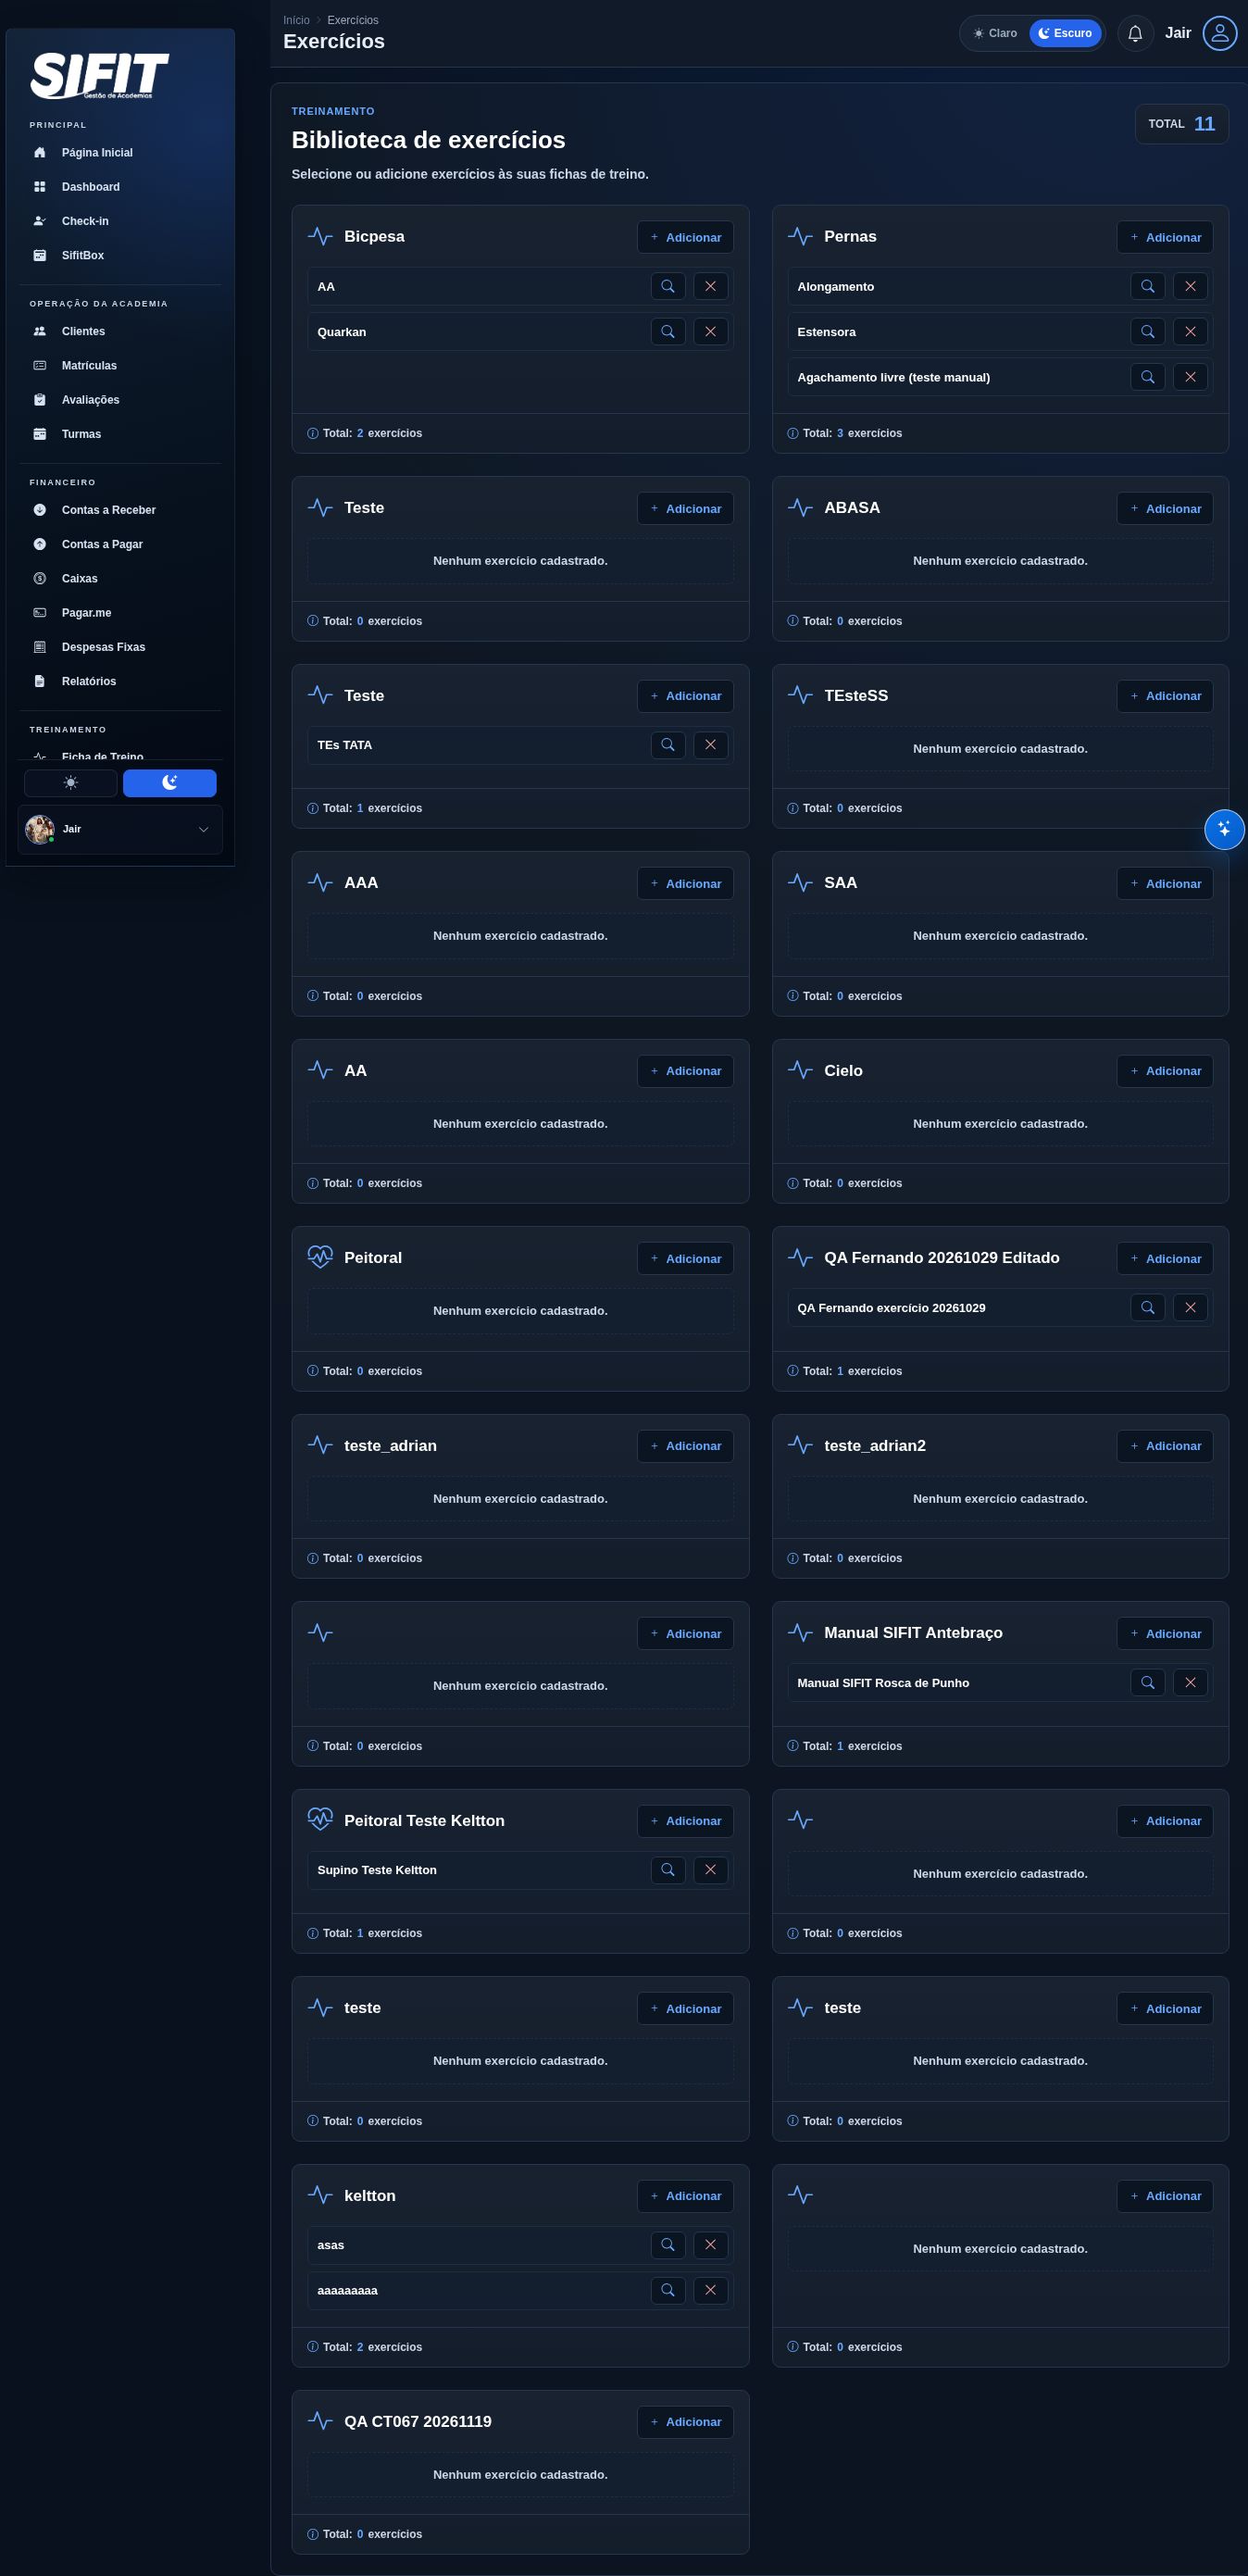 SIFIT
Gestão de Academias
PRINCIPAL
Página Inicial
Dashboard
Check-in
SifitBox
OPERAÇÃO DA ACADEMIA
Clientes
Matrículas
Avaliações
Turmas
FINANCEIRO
Contas a Receber
Contas a Pagar
Caixas
Pagar.me
Despesas Fixas
Relatórios
TREINAMENTO
Ficha de Treino
Jair
Início > Exercícios
Exercícios
Claro Escuro
Jair
TREINAMENTO
Biblioteca de exercícios
Selecione ou adicione exercícios às suas fichas de treino.
TOTAL 11
Bicpesa
+ Adicionar
AA
Quarkan
Total: 2 exercícios
Pernas
+ Adicionar
Alongamento
Estensora
Agachamento livre (teste manual)
Total: 3 exercícios
Teste
+ Adicionar
Nenhum exercício cadastrado.
Total: 0 exercícios
ABASA
+ Adicionar
Nenhum exercício cadastrado.
Total: 0 exercícios
Teste
+ Adicionar
TEs TATA
Total: 1 exercícios
TEsteSS
+ Adicionar
Nenhum exercício cadastrado.
Total: 0 exercícios
AAA
+ Adicionar
Nenhum exercício cadastrado.
Total: 0 exercícios
SAA
+ Adicionar
Nenhum exercício cadastrado.
Total: 0 exercícios
AA
+ Adicionar
Nenhum exercício cadastrado.
Total: 0 exercícios
Cielo
+ Adicionar
Nenhum exercício cadastrado.
Total: 0 exercícios
Peitoral
+ Adicionar
Nenhum exercício cadastrado.
Total: 0 exercícios
QA Fernando 20261029 Editado
+ Adicionar
QA Fernando exercício 20261029
Total: 1 exercícios
teste_adrian
+ Adicionar
Nenhum exercício cadastrado.
Total: 0 exercícios
teste_adrian2
+ Adicionar
Nenhum exercício cadastrado.
Total: 0 exercícios
+ Adicionar
Nenhum exercício cadastrado.
Total: 0 exercícios
Manual SIFIT Antebraço
+ Adicionar
Manual SIFIT Rosca de Punho
Total: 1 exercícios
Peitoral Teste Keltton
+ Adicionar
Supino Teste Keltton
Total: 1 exercícios
+ Adicionar
Nenhum exercício cadastrado.
Total: 0 exercícios
teste
+ Adicionar
Nenhum exercício cadastrado.
Total: 0 exercícios
teste
+ Adicionar
Nenhum exercício cadastrado.
Total: 0 exercícios
keltton
+ Adicionar
asas
aaaaaaaaa
Total: 2 exercícios
+ Adicionar
Nenhum exercício cadastrado.
Total: 0 exercícios
QA CT067 20261119
+ Adicionar
Nenhum exercício cadastrado.
Total: 0 exercícios